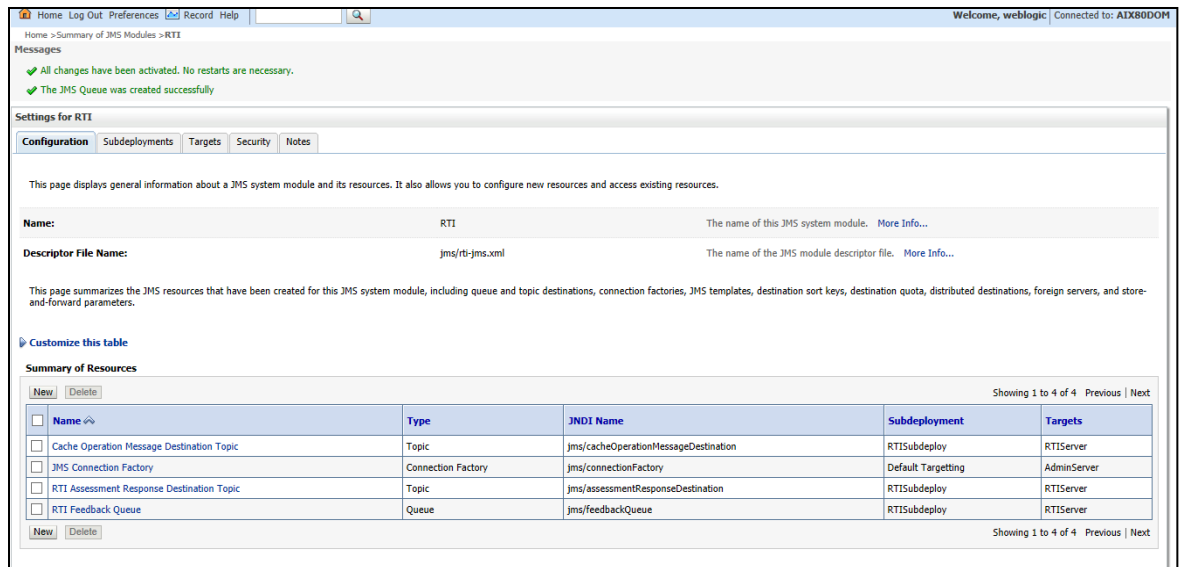 Home Log Out Preferences Record Help Welcome, weblogic Connected to: AIX80DOM
Home >Summary of JMS Modules >RTI
Messages
All changes have been activated. No restarts are necessary.
The JMS Queue was created successfully
Settings for RTI
Configuration Subdeployments Targets Security Notes
This page displays general information about a JMS system module and its resources. It also allows you to configure new resources and access existing resources.
Name: RTI The name of this JMS system module. More Info...
Descriptor File Name: jms/rti-jms.xml The name of the JMS module descriptor file. More Info...
This page summarizes the JMS resources that have been created for this JMS system module, including queue and topic destinations, connection factories, JMS templates, destination sort keys, destination quota, distributed destinations, foreign servers, and store-
and-forward parameters.
Customize this table
Summary of Resources
New Delete Showing 1 to 4 of 4 Previous | Next
Name Type JNDI Name Subdeployment Targets
Cache Operation Message Destination Topic Topic jms/cacheOperationMessageDestination RTISubdeploy RTIServer
JMS Connection Factory Connection Factory jms/connectionFactory Default Targetting AdminServer
RTI Assessment Response Destination Topic Topic jms/assessmentResponseDestination RTISubdeploy RTIServer
RTI Feedback Queue Queue jms/feedbackQueue RTISubdeploy RTIServer
New Delete Showing 1 to 4 of 4 Previous | Next